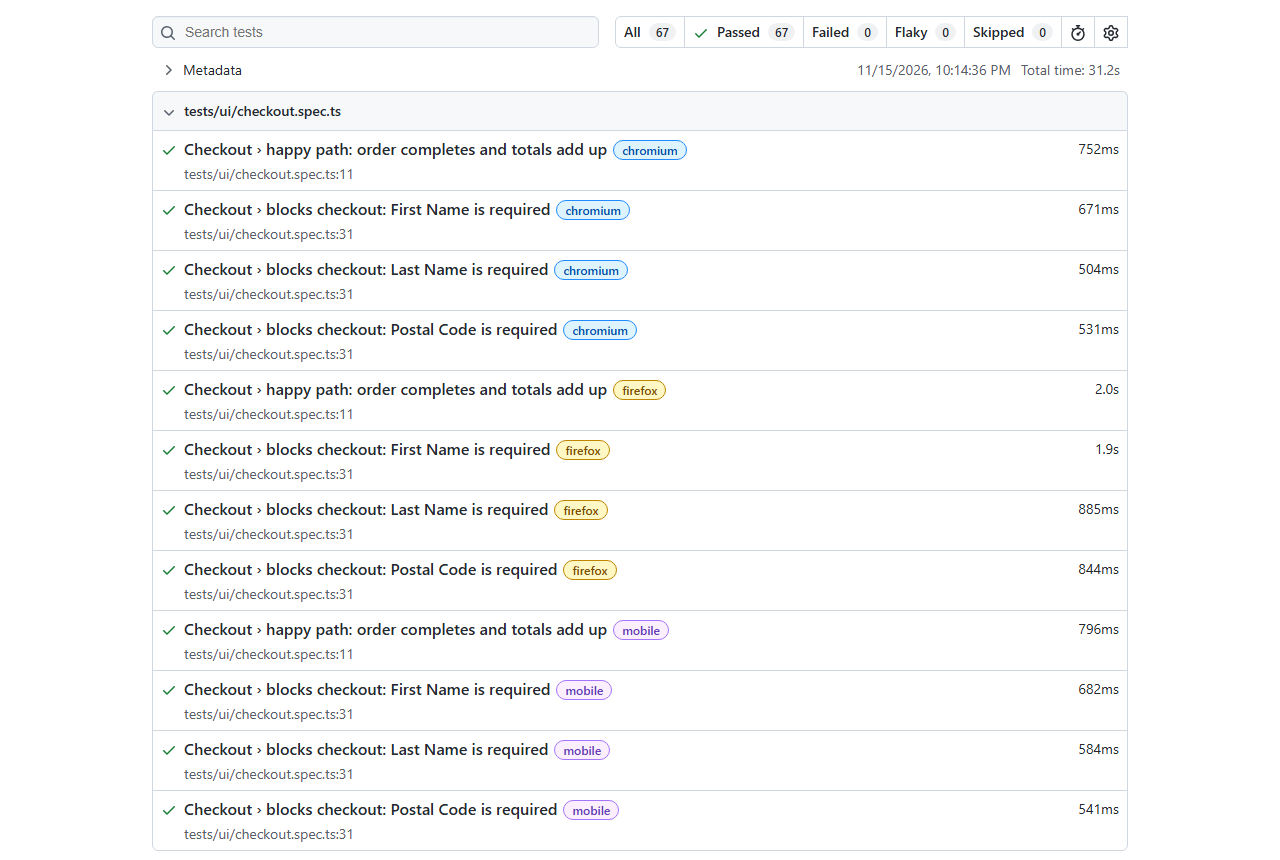 Search tests
All 67 Passed 67 Failed 0 Flaky 0 Skipped 0
Metadata 11/15/2026, 10:14:36 PM Total time: 31.2s
tests/ui/checkout.spec.ts
Checkout › happy path: order completes and totals add up chromium 752ms
tests/ui/checkout.spec.ts:11
Checkout › blocks checkout: First Name is required chromium 671ms
tests/ui/checkout.spec.ts:31
Checkout › blocks checkout: Last Name is required chromium 504ms
tests/ui/checkout.spec.ts:31
Checkout › blocks checkout: Postal Code is required chromium 531ms
tests/ui/checkout.spec.ts:31
Checkout › happy path: order completes and totals add up firefox 2.0s
tests/ui/checkout.spec.ts:11
Checkout › blocks checkout: First Name is required firefox 1.9s
tests/ui/checkout.spec.ts:31
Checkout › blocks checkout: Last Name is required firefox 885ms
tests/ui/checkout.spec.ts:31
Checkout › blocks checkout: Postal Code is required firefox 844ms
tests/ui/checkout.spec.ts:31
Checkout › happy path: order completes and totals add up mobile 796ms
tests/ui/checkout.spec.ts:11
Checkout › blocks checkout: First Name is required mobile 682ms
tests/ui/checkout.spec.ts:31
Checkout › blocks checkout: Last Name is required mobile 584ms
tests/ui/checkout.spec.ts:31
Checkout › blocks checkout: Postal Code is required mobile 541ms
tests/ui/checkout.spec.ts:31